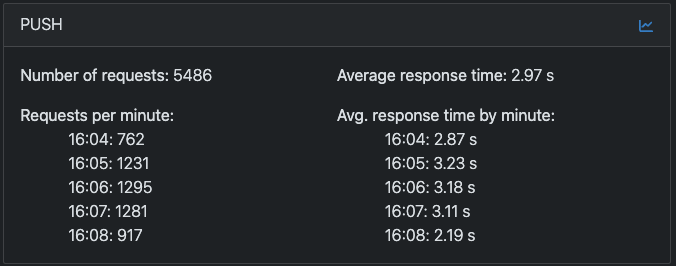 PUSH
Number of requests: 5486
Average response time: 2.97 s
Requests per minute:
16:04: 762
16:05: 1231
16:06: 1295
16:07: 1281
16:08: 917
Avg. response time by minute:
16:04: 2.87 s
16:05: 3.23 s
16:06: 3.18 s
16:07: 3.11 s
16:08: 2.19 s